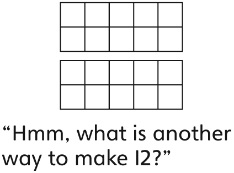 “Hmm, what is another
way to make 12?”